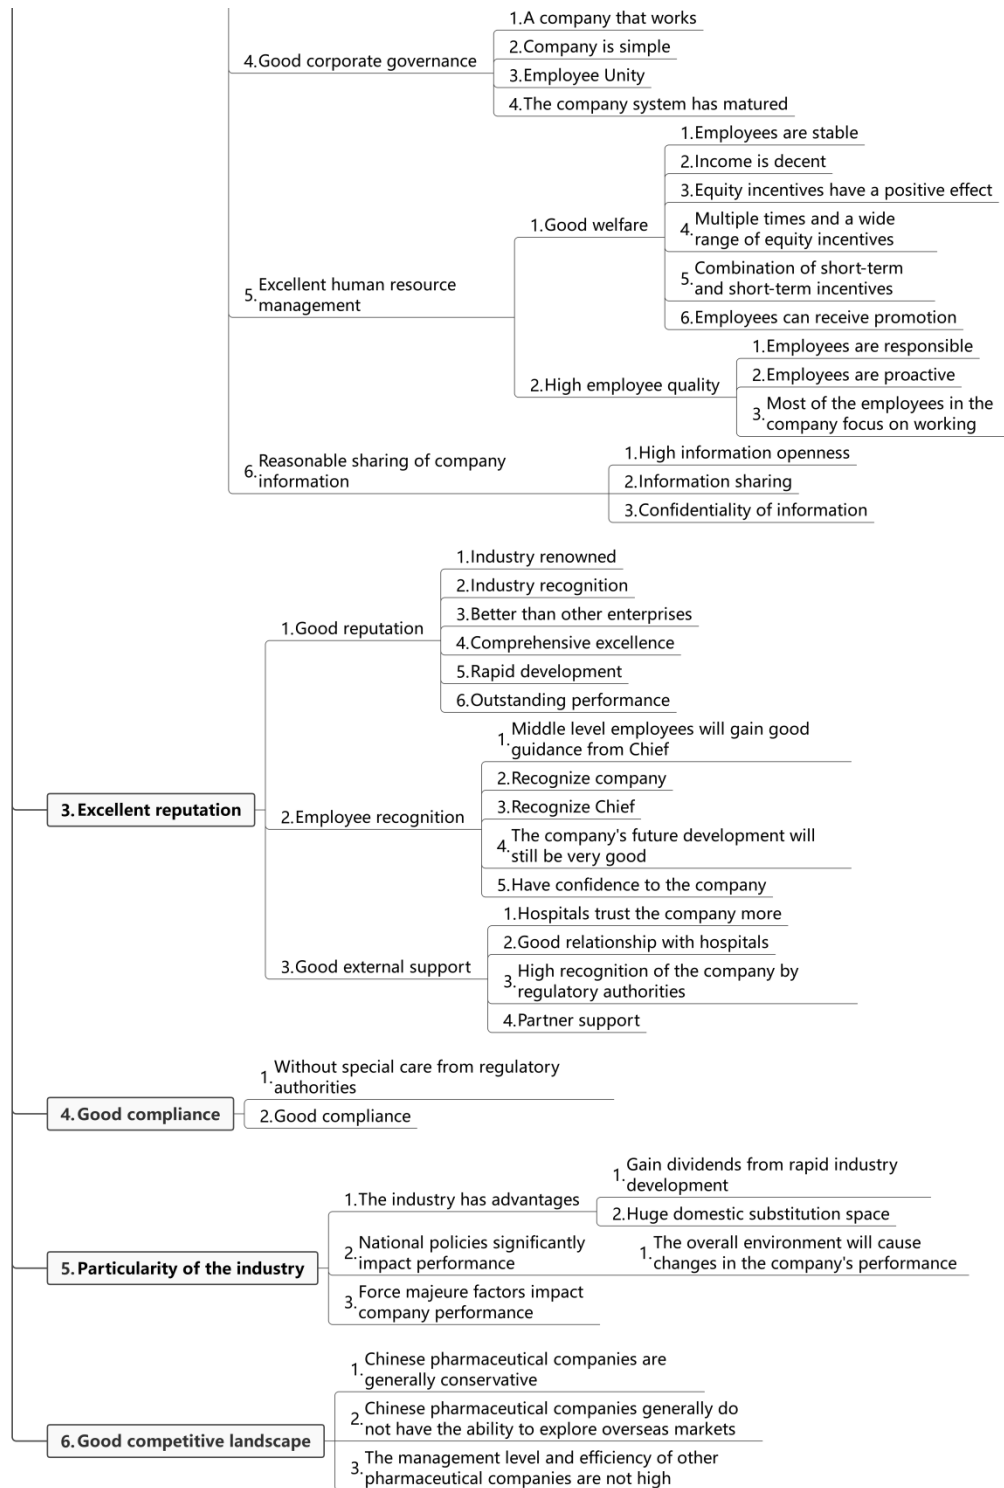 1.A company that works
2.Company is simple
4.Good corporate governance
3.Employee Unity
4.The company system has matured
1.Employees are stable
2.Income is decent
3.Equity incentives have a positive effect
1.Good welfare
4.Multiple times and a wide
range of equity incentives
5.Combination of short-term
and short-term incentives
5.Excellent human resource
management
6.Employees can receive promotion
1.Employees are responsible
2.High employee quality
2.Employees are proactive
3.Most of the employees in the
company focus on working
6.Reasonable sharing of company
information
1.High information openness
2.Information sharing
3.Confidentiality of information
1.Industry renowned
2.Industry recognition
3.Better than other enterprises
1.Good reputation
4.Comprehensive excellence
5.Rapid development
6.Outstanding performance
1.Middle level employees will gain good
guidance from Chief
2.Recognize company
3. Excellent reputation
2.Employee recognition
3.Recognize Chief
4.The company's future development will
still be very good
5.Have confidence to the company
1.Hospitals trust the company more
2.Good relationship with hospitals
3.Good external support
3.High recognition of the company by
regulatory authorities
4.Partner support
1.Without special care from regulatory
authorities
4. Good compliance
2.Good compliance
1.Gain dividends from rapid industry
development
1.The industry has advantages
2.Huge domestic substitution space
5. Particularity of the industry
2.National policies significantly
impact performance
1.The overall environment will cause
changes in the company's performance
3.Force majeure factors impact
company performance
1.Chinese pharmaceutical companies are
generally conservative
2.Chinese pharmaceutical companies generally do
not have the ability to explore overseas markets
6. Good competitive landscape
3.The management level and efficiency of other
pharmaceutical companies are not high